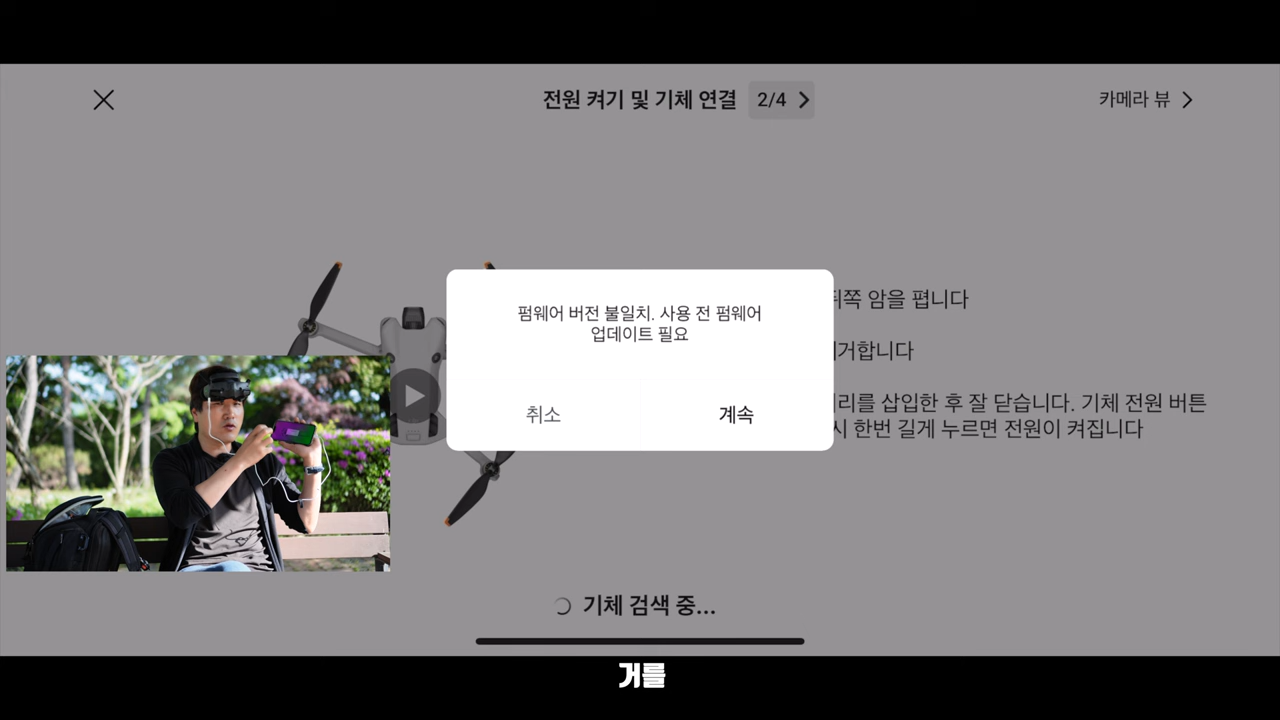 전원 켜기 및 기체 연결 2/4
카메라 뷰
뒤쪽 암을 폅니다
펌웨어 버전 불일치. 사용 전 펌웨어
업데이트 필요
거합니다
리를 삽입한 후 잘 닫습니다. 기체 전원 버튼
시 한번 길게 누르면 전원이 켜집니다
취소
계속
기체 검색 중...
거를